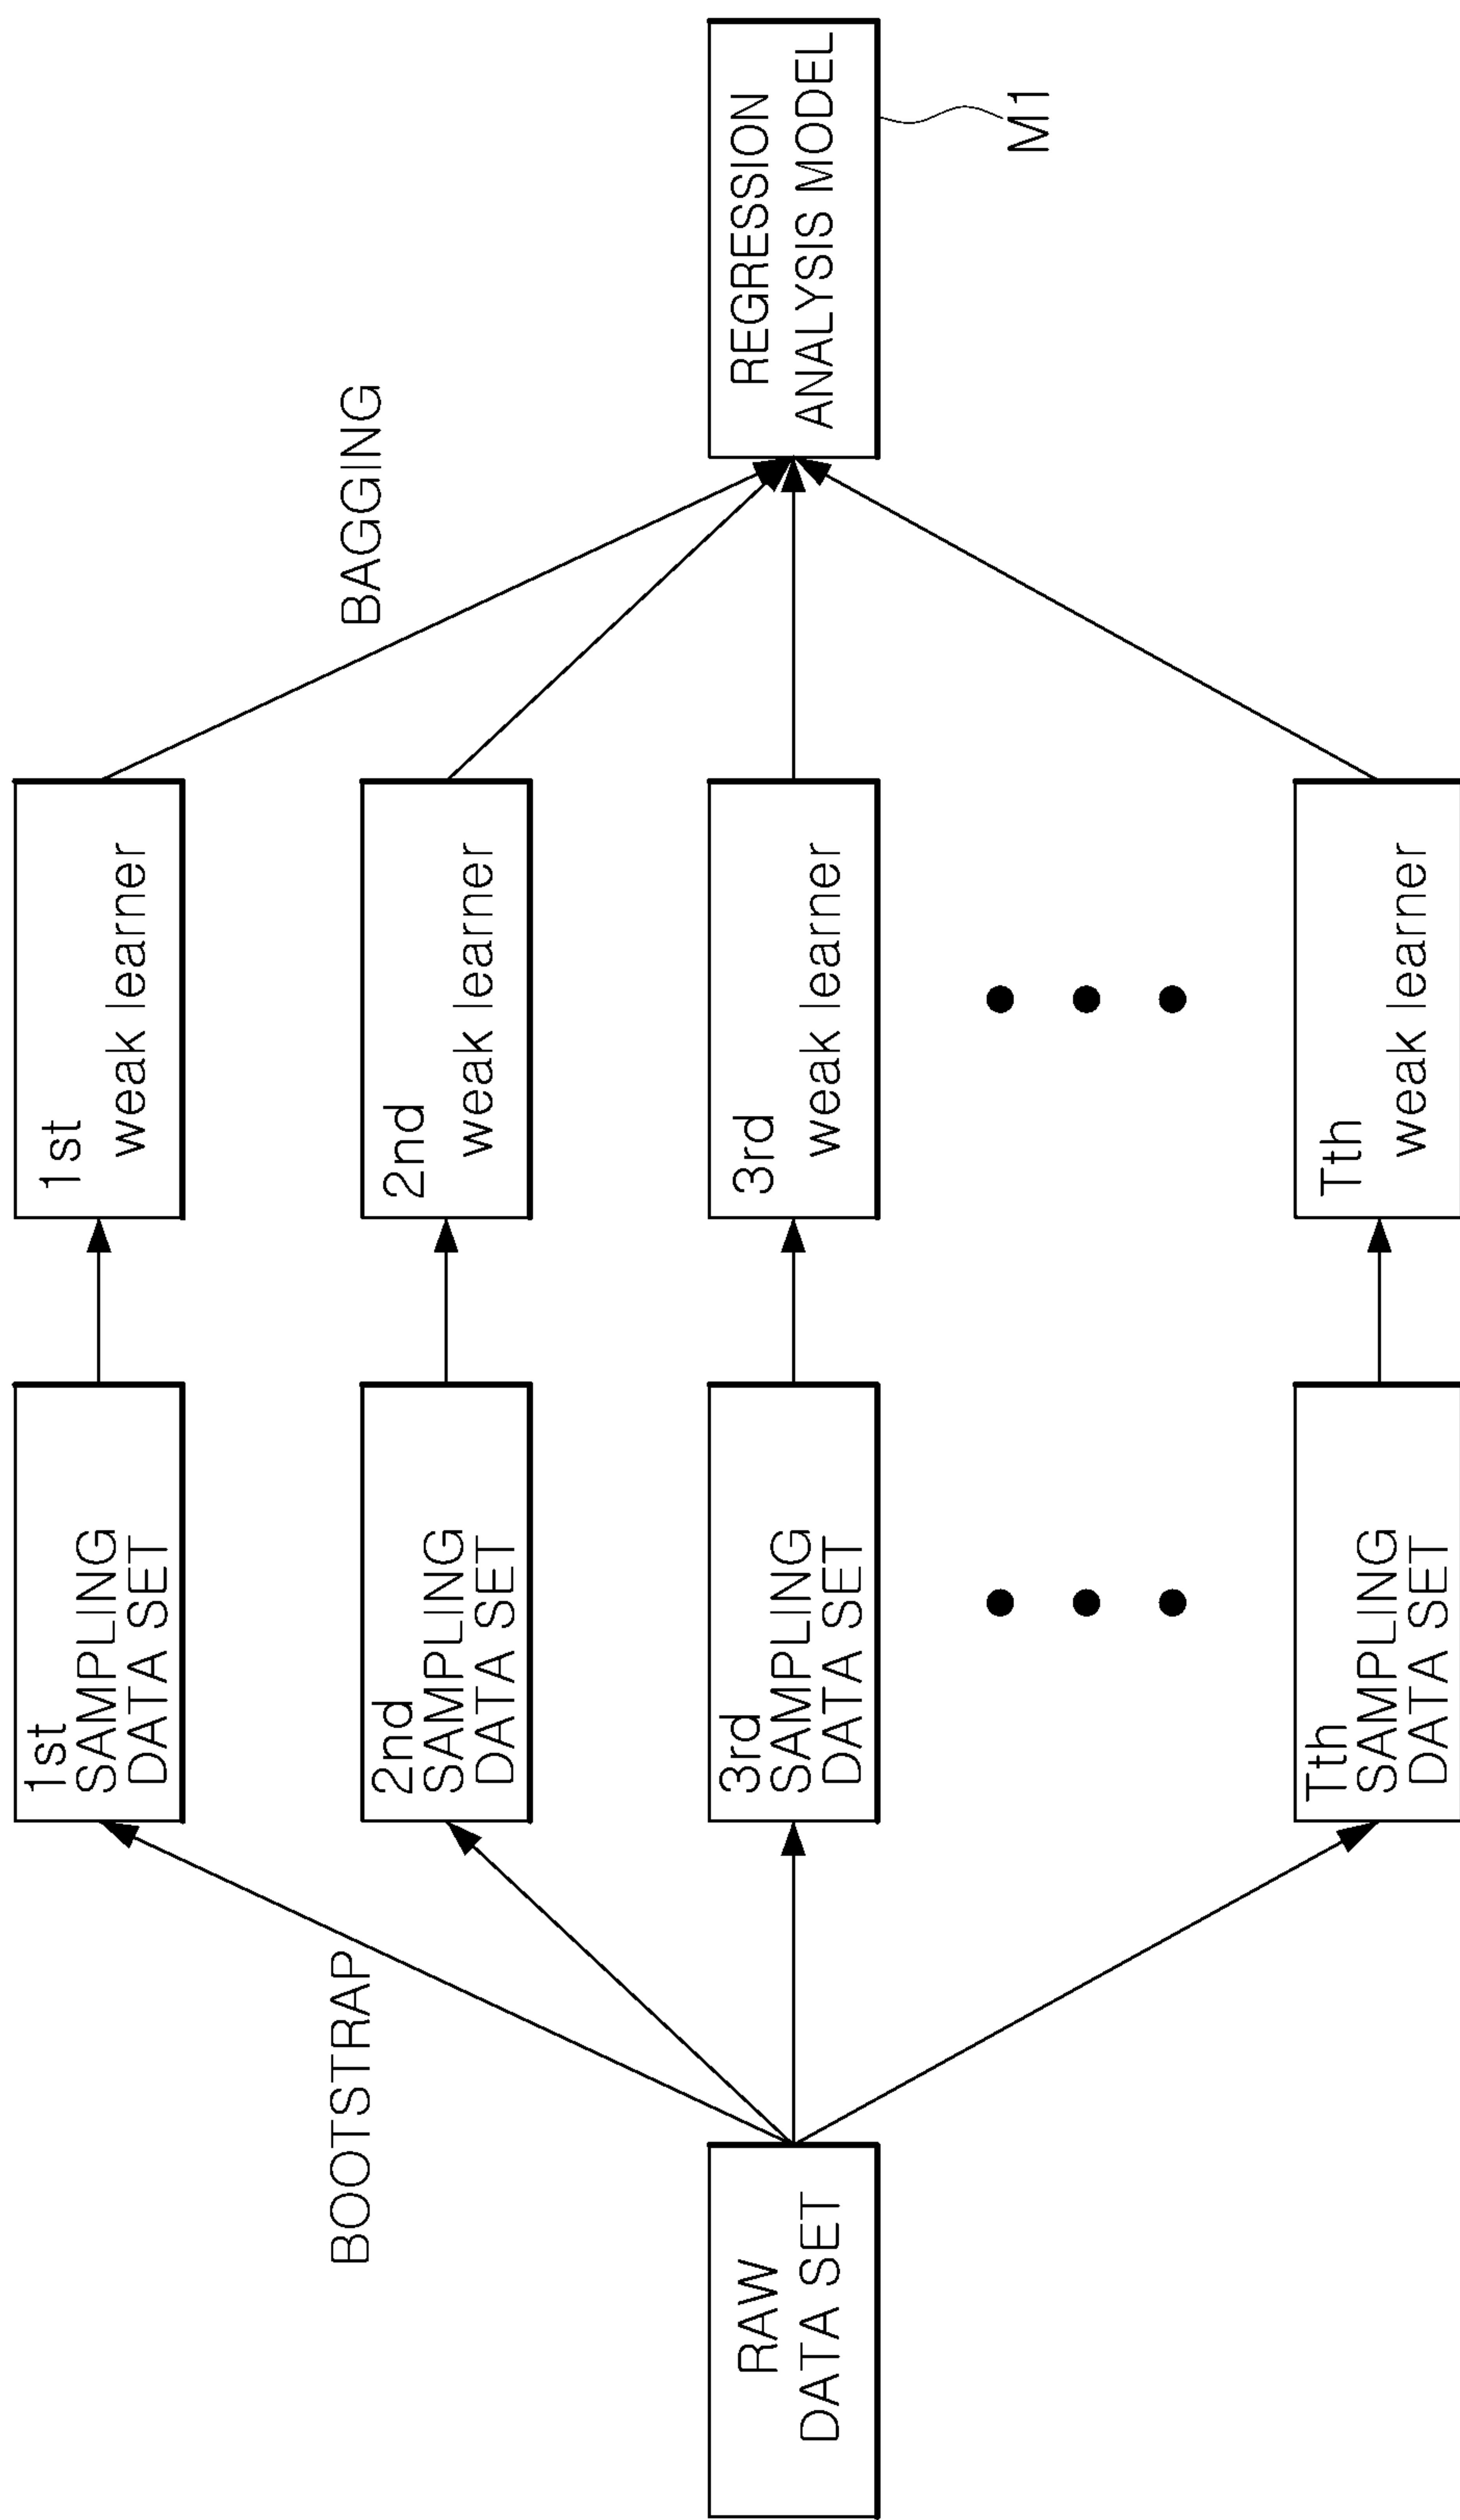 RAW
DATA SET
BOOTSTRAP
1st
SAMPLING
DATA SET
2nd
SAMPLING
DATA SET
3rd
SAMPLING
DATA SET
Tth
SAMPLING
DATA SET
1st
weak learner
2nd
weak learner
3rd
weak learner
Tth
weak learner
BAGGING
REGRESSION
ANALYSIS MODEL
M1